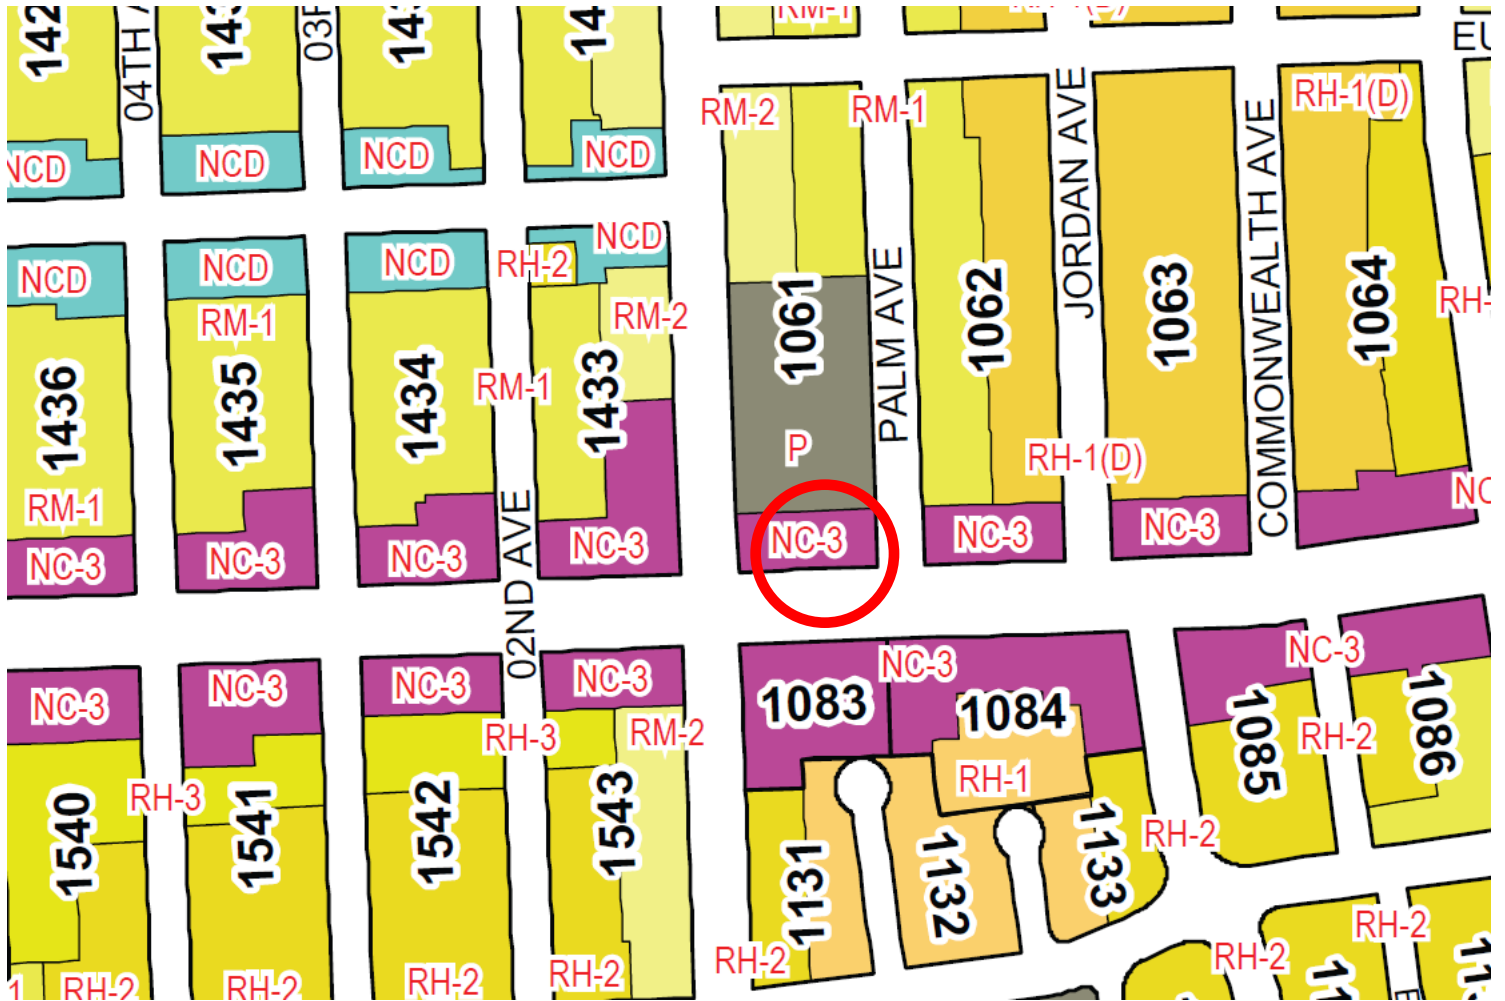 RM-1
04TH
NCD
NCD
NCD
NCD
EU
RM-2
RM-1
JORDAN AVE
RH-1(D)
COMMONWEALTH AVE
NCD
NCD
NCD
RH-2
NCD
RM-1
RM-2
1436
1435
1434
RM-1
1433
1061
PALM AVE
1062
1063
1064
P
RH-1(D)
RM-1
NC-3
NC-3
NC-3
02ND AVE
NC-3
NC-3
NC-3
NC-3
NC-3
NC-3
NC-3
NC-3
NC-3
NC-3
1083
1084
1085
RH-2
1086
RH-3
RM-2
RH-1
1540
RH-3
1541
1542
1543
1131
1132
1133
RH-2
RH-2
RH-2
RH-2
RH-2
RH-2
RH-2
RH-2